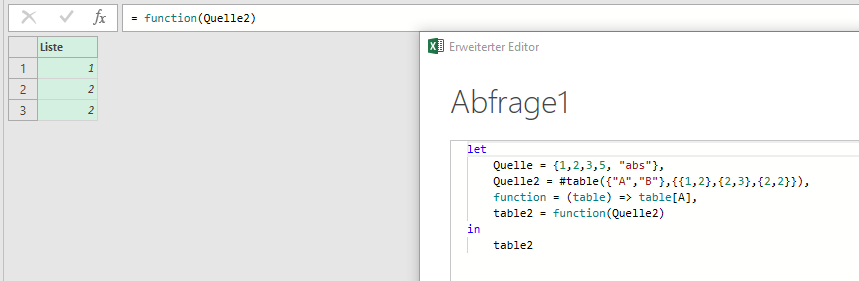 fx = function(Quelle2)
Liste
1 1
2 2
3 2
Erweiterter Editor
Abfrage1
let
Quelle = {1,2,3,5, "abs"},
Quelle2 = #table({"A","B"},{{1,2},{2,3},{2,2}}),
function = (table) => table[A],
table2 = function(Quelle2)
in
table2